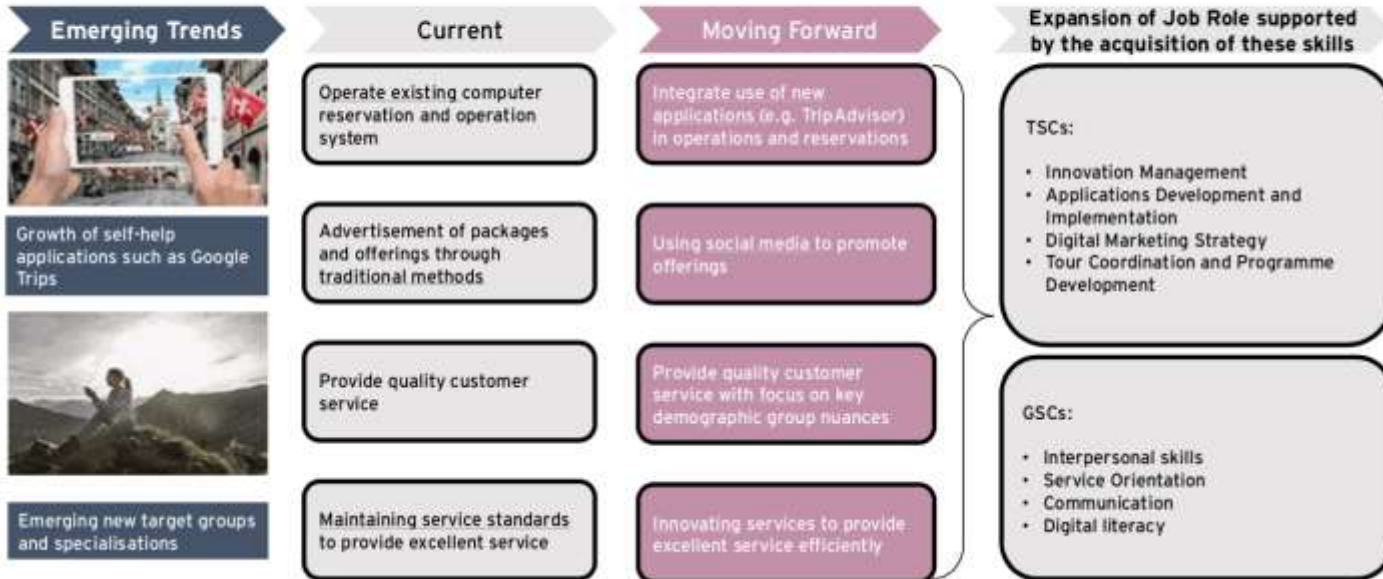 Emerging Trends
Current
Moving Forward
Expansion of Job Role supported
by the acquisition of these skills
Growth of self-help
applications such as Google
Trips
Emerging new target groups
and specialisations
Operate existing computer
reservation and operation
system
Advertisement of packages
and offerings through
traditional methods
Provide quality customer
service
Maintaining service standards
to provide excellent service
Integrate use of new
applications (e.g. TripAdvisor)
in operations and reservations
Using social media to promote
offerings
Provide quality customer
service with focus on key
demographic group nuances
Innovating services to provide
excellent service efficiently
TSCs:
• Innovation Management
• Applications Development and
Implementation
• Digital Marketing Strategy
• Tour Coordination and Programme
Development
GSCs:
• Interpersonal skills
• Service Orientation
• Communication
• Digital literacy